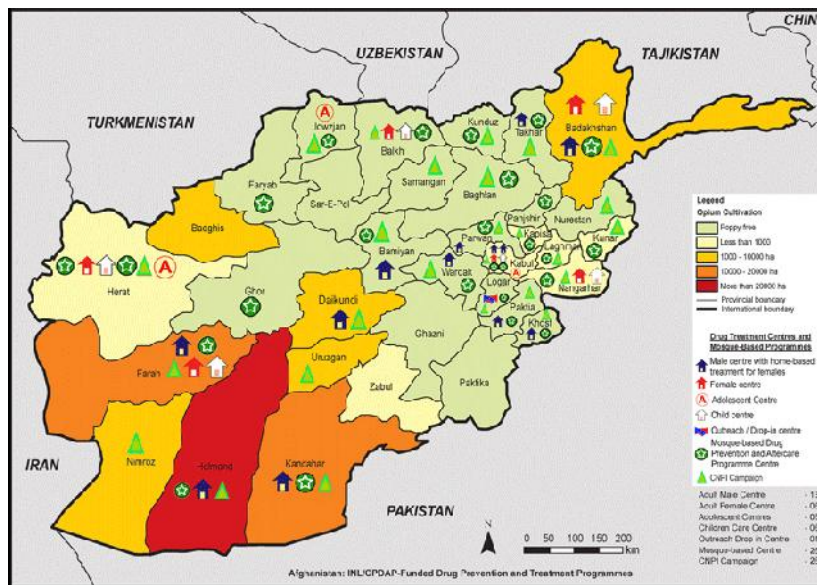 UZBEKISTAN
TAJIKISTAN
TURKMENISTAN
Kunduz
Takhar
Badakhshan
Balkh
Faryab
Samangan
Baghlan
Sar-E-Pol
Badghis
Panjshir
Nurestan
Bamiyan
Parwan
Kapisa
Laghman
Kunar
Herat
Wardak
Kabul
Logar
Nangarhar
Ghor
Daikundi
Paktia
Khost
Ghazni
Uruzgan
Farah
Zabul
Paktika
IRAN
Nimroz
Kandahar
PAKISTAN
N
0 50 100 150 200
km
Legend
Opium Cultivation
Poppy free
Less than 1000
1000 - 10000 ha
10000 - 20000 ha
More than 20000 ha
Provincial boundary
International boundary
Drug Treatment Centres and
Mosque-Based Programmes
Male centre with home-based
treatment for females
Female centre
A Adolescent Centre
Child centre
Outreach / Drop-in centre
Mosque-based Drug
Prevention and Aftercare
Programme Centre
CNPI Campaign
Adult Male Centre
Adult Female Centre
Adolescent Centres
Children Care Centre
Outreach Drop in Centre
Mosque-based Centre
CNPI Campaign
Afghanistan: INL/CPDAP-Funded Drug Prevention and Treatment Programmes